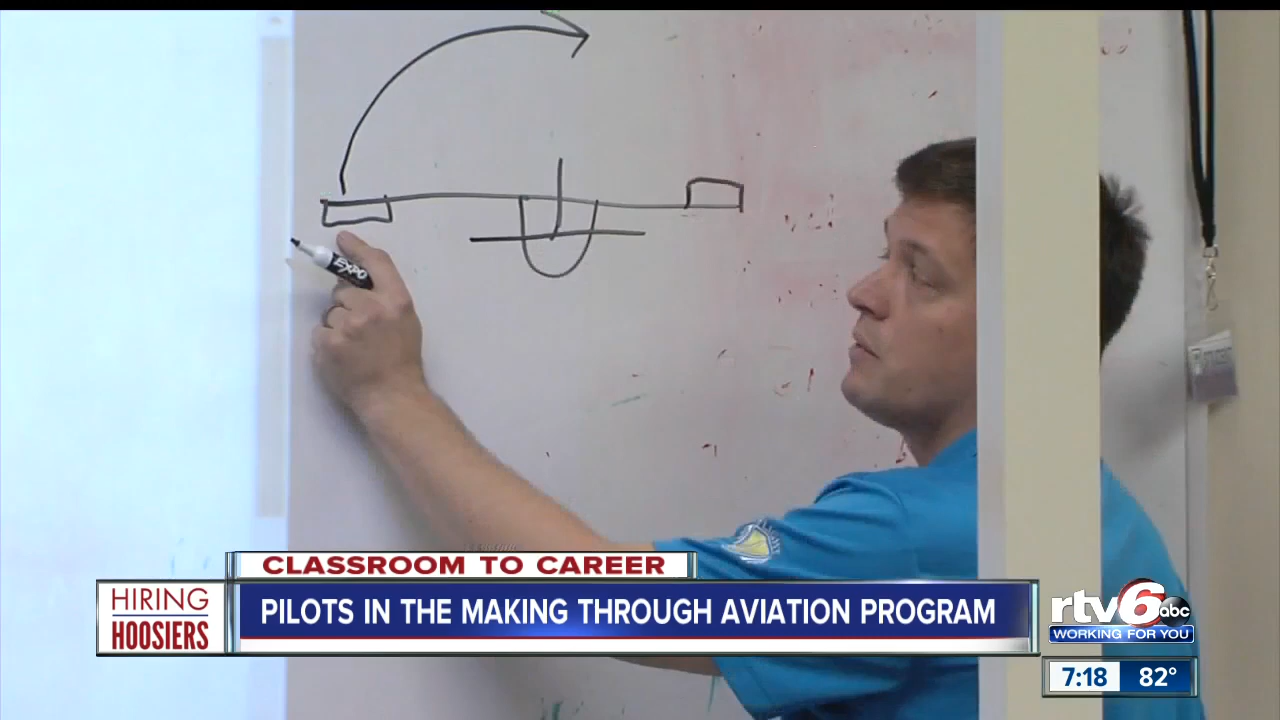 EXPO
CLASSROOM TO CAREER
HIRING
HOOSIERS
PILOTS IN THE MAKING THROUGH AVIATION PROGRAM
rtv6 abc
WORKING FOR YOU
7:18 82°